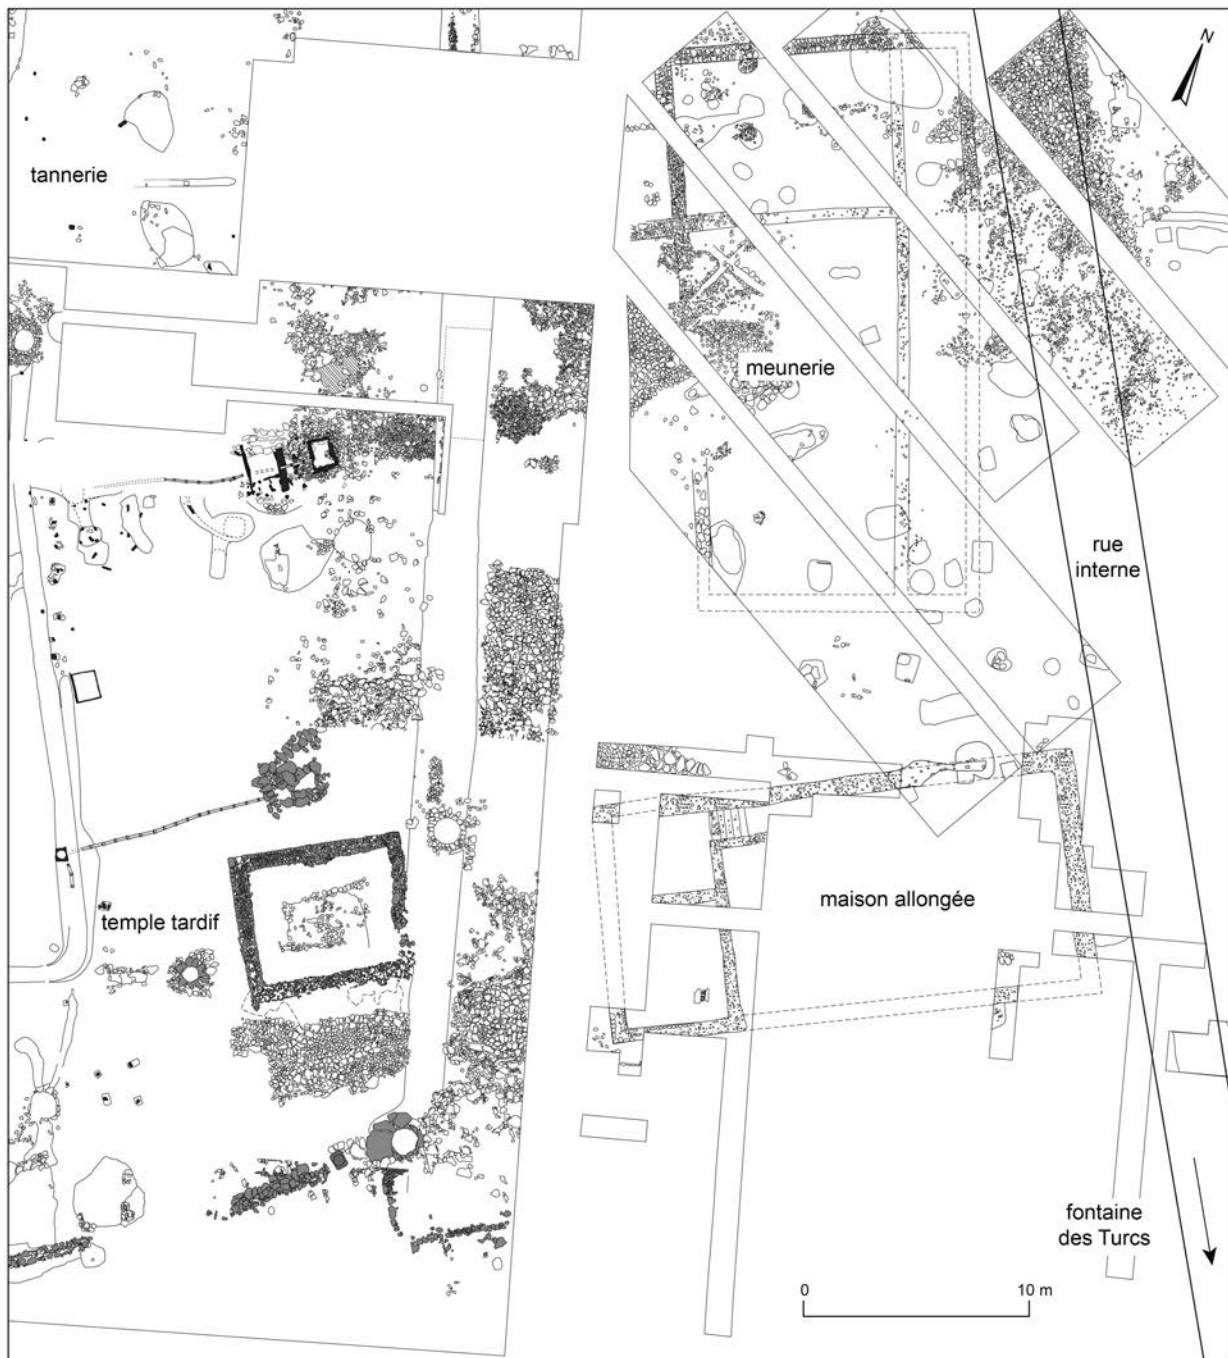 N
tannerie
meunerie
rue
interne
maison allongée
temple tardif
fontaine
des Turcs
0 10 m